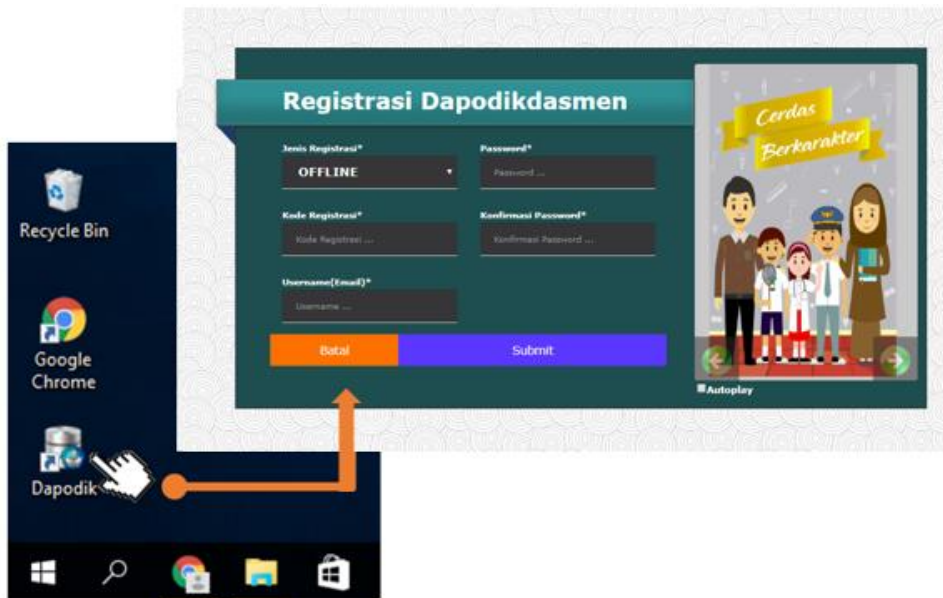 Registrasi Dapodikdasmen
Jenis Registrasi*
OFFLINE
Kode Registrasi*
Kode Registrasi ...
Username(Email)*
Username ...
Password*
Password ...
Konfirmasi Password*
Konfirmasi Password ...
Batal
Submit
Cerdas
Berkarakter
Autoplay
Recycle Bin
Google
Chrome
Dapodik